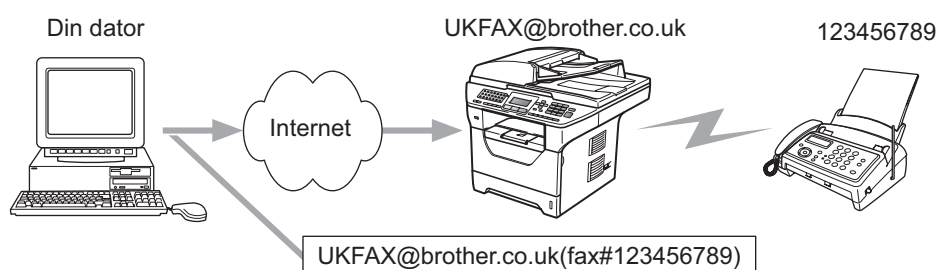 Din dator
UKFAX@brother.co.uk
123456789
Internet
UKFAX@brother.co.uk(fax#123456789)